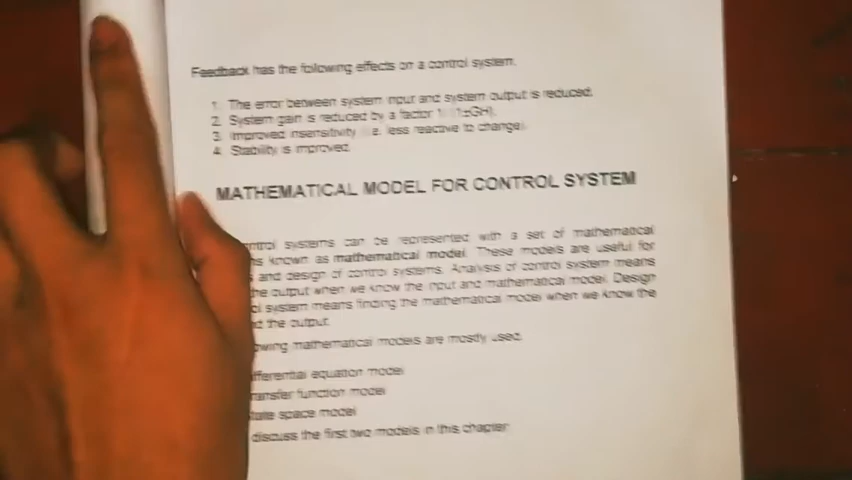 Feedback has the following effects on a control system.
1. The error between system input and system output is reduced.
2. System gain is reduced by a factor 1/(1±GH).
3. Improved insensitivity (i.e. less reactive to change)
4. Stability is improved.
MATHEMATICAL MODEL FOR CONTROL SYSTEM
ntrol systems can be represented with a set of mathematical
s known as mathematical model. These models are useful for
and design of control systems. Analysis of control system means
he output when we know the input and mathematical model. Design
ol system means finding the mathematical model when we know the
d the output.
owing mathematical models are mostly used.
fferential equation model
ransfer function model
tate space model
discuss the first two models in this chapter